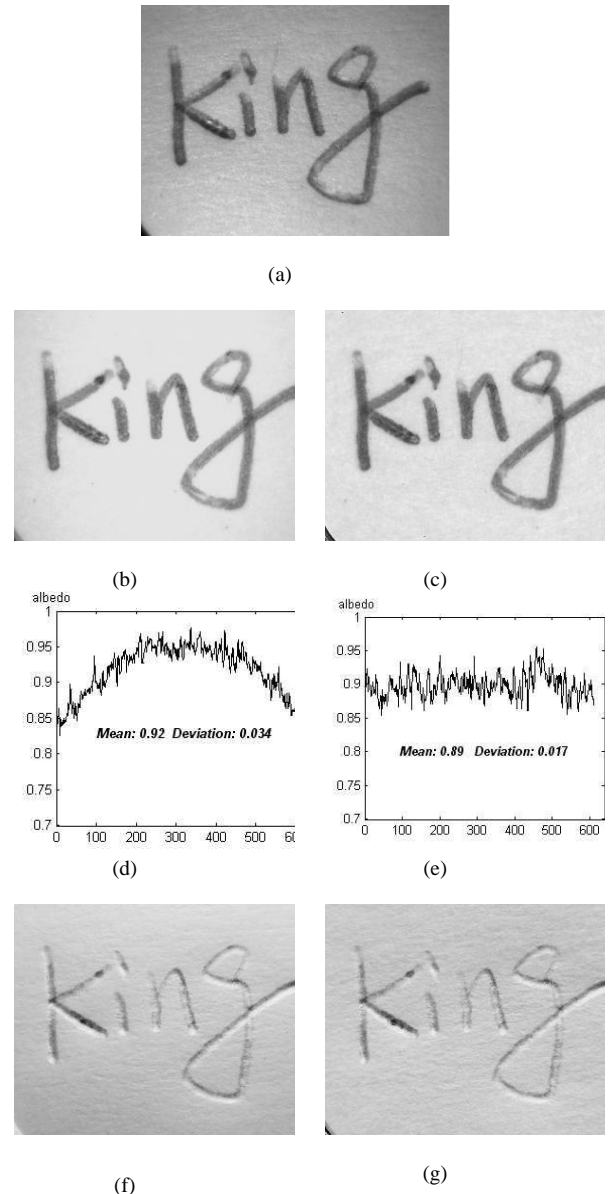 King
(a)
King King
(b) (c)
albedo albedo
1 1
0.95 0.95
0.9 0.9
0.85 0.85
Mean: 0.92 Deviation: 0.034 Mean: 0.89 Deviation: 0.017
0.8 0.8
0.75 0.75
0.7 0.7
0 100 200 300 400 500 0 100 200 300 400 500 600
(d) (e)
King King
(f) (g)